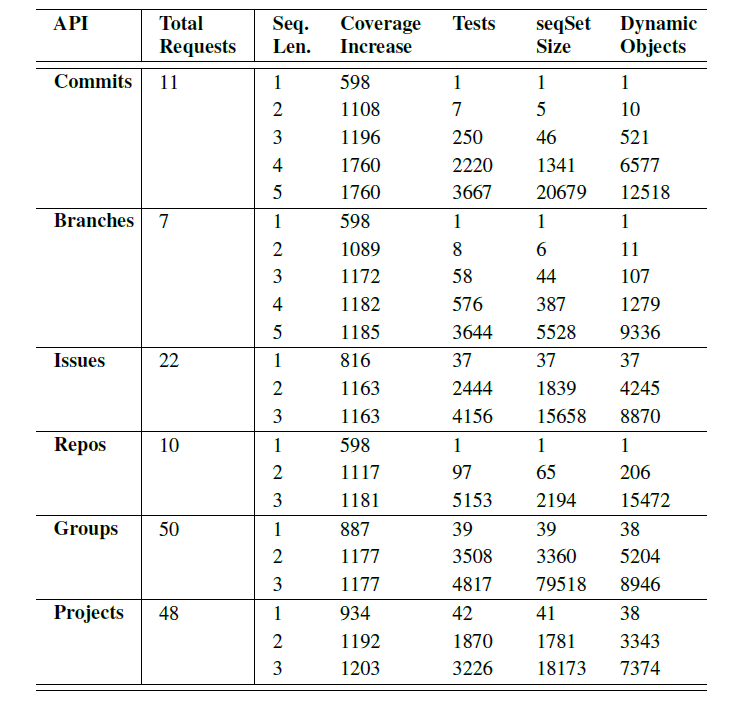 API Total Requests Seq. Len. Coverage Increase Tests seqSet Size Dynamic Objects
Commits 11 1 598 1 1 1
2 1108 7 5 10
3 1196 250 46 521
4 1760 2220 1341 6577
5 1760 3667 20679 12518
Branches 7 1 598 1 1 1
2 1089 8 6 11
3 1172 58 44 107
4 1182 576 387 1279
5 1185 3644 5528 9336
Issues 22 1 816 37 37 37
2 1163 2444 1839 4245
3 1163 4156 15658 8870
Repos 10 1 598 1 1 1
2 1117 97 65 206
3 1181 5153 2194 15472
Groups 50 1 887 39 39 38
2 1177 3508 3360 5204
3 1177 4817 79518 8946
Projects 48 1 934 42 41 38
2 1192 1870 1781 3343
3 1203 3226 18173 7374